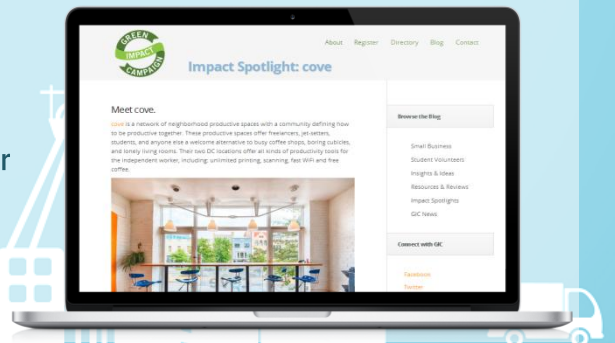 GREEN
IMPACT
CAMPAIGN
About Register Directory Blog Contact
Impact Spotlight: cove
r
Meet cove.
cove is a network of neighborhood productive spaces with a community defining how
to be productive together. These productive spaces offer freelancers, jet-setters,
students, and anyone else a welcome alternative to busy coffee shops, boring cubicles,
and lonely living rooms. Their two DC locations offer all kinds of productivity tools for
the independent worker, including: unlimited printing, scanning, fast WiFi and free
coffee.
Browse the Blog
Small Business
Student Volunteers
Insights & Ideas
Resources & Reviews
Impact Spotlights
GIC News
Connect with GIC
Facebook
Twitter